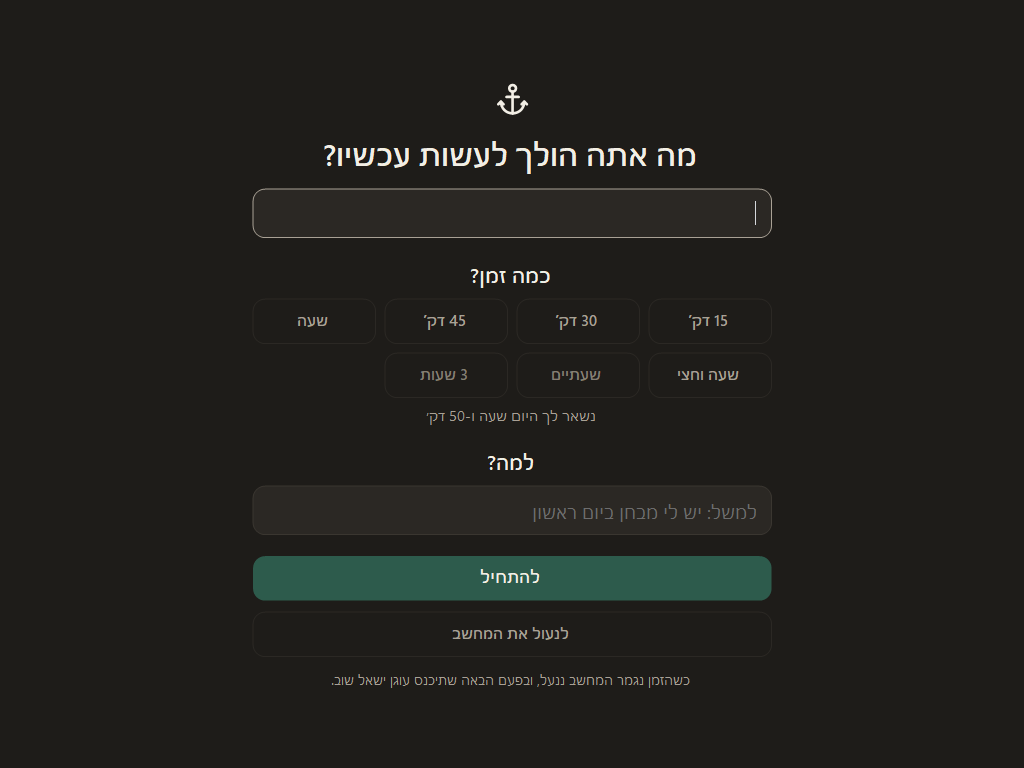 מה אתה הולך לעשות עכשיו?
כמה זמן?
15 דק׳
30 דק׳
45 דק׳
שעה
שעה וחצי
שעתיים
3 שעות
נשאר לך היום שעה ו-50 דק׳
למה?
למשל: יש לי מבחן ביום ראשון
להתחיל
לנעול את המחשב
כשהזמן נגמר המחשב ננעל, ובפעם הבאה שתיכנס עוגן ישאל שוב.